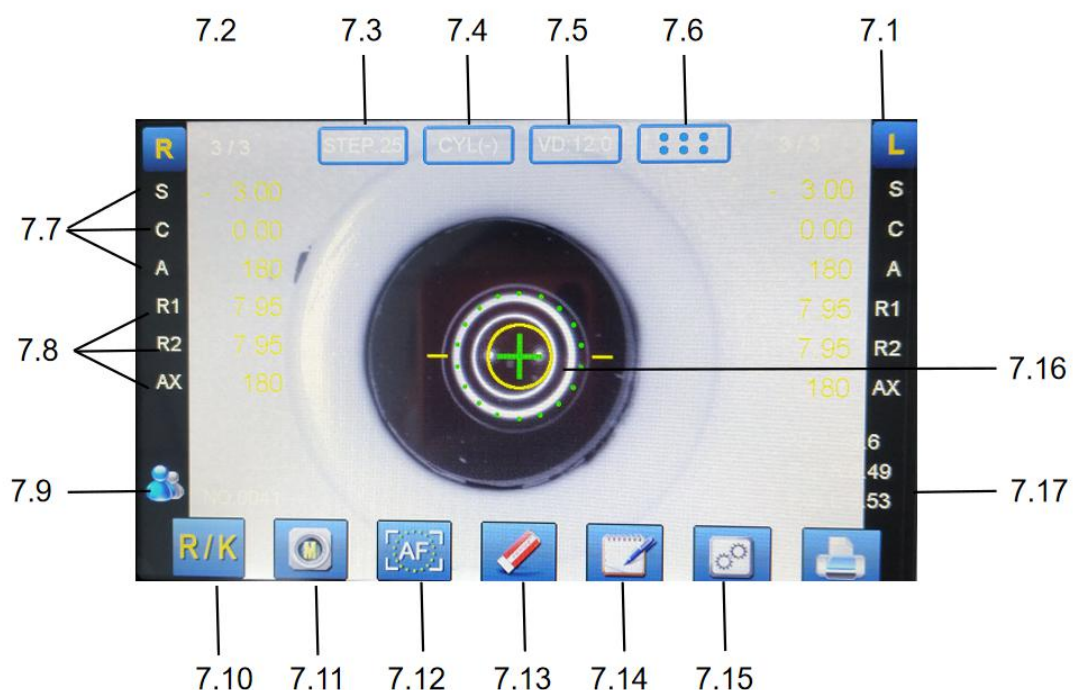 7.2 7.3 7.4 7.5 7.6 7.1
R 3/3 STEP.25 CYL(-) VD:12.0 3/3 L
S - 3.00 - 3.00 S
7.7 C 0.00 0.00 C
A 180 180 A
R1 7.95 7.95 R1
7.8 R2 7.95 7.95 R2
7.16
AX 180 180 AX
.6
7.9 .49
.53 7.17
R/K M AF
7.10 7.11 7.12 7.13 7.14 7.15